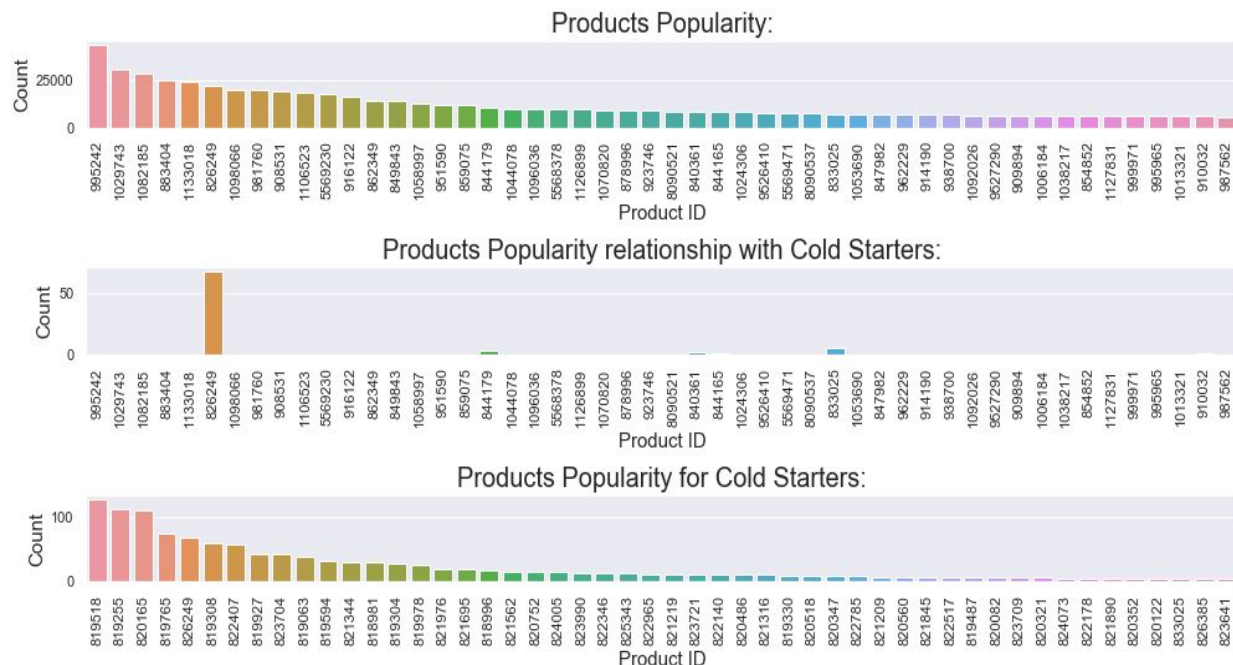 Products Popularity:
Count
25000
0
995242 1029743 1082185 883404 1133018 826249 1098066 981760 908531 1106523 5569230 916122 862349 849843 1058997 951590 859075 844179 1044078 1096036 5568378 1126899 1070820 878996 923746 8090521 840361 844165 1024306 9526410 5569471 8090537 833025 1053690 847982 962229 914190 938700 1092026 9527290 909894 1006184 1038217 854852 1127831 999971 995965 1013321 910032 987562
Product ID
Products Popularity relationship with Cold Starters:
Count
50
0
995242 1029743 1082185 883404 1133018 826249 1098066 981760 908531 1106523 5569230 916122 862349 849843 1058997 951590 859075 844179 1044078 1096036 5568378 1126899 1070820 878996 923746 8090521 840361 844165 1024306 9526410 5569471 8090537 833025 1053690 847982 962229 914190 938700 1092026 9527290 909894 1006184 1038217 854852 1127831 999971 995965 1013321 910032 987562
Product ID
Products Popularity for Cold Starters:
Count
100
0
819518 819255 820165 819765 826249 819308 822407 819927 823704 819063 819594 821344 818981 819304 819978 821976 821695 818996 821562 820752 824005 823990 822346 825343 822965 821219 823721 822140 820486 821316 819330 820518 820347 822785 821209 820560 821845 822517 819487 820082 823709 820321 824073 822178 821890 820352 820122 833025 826385 823641
Product ID